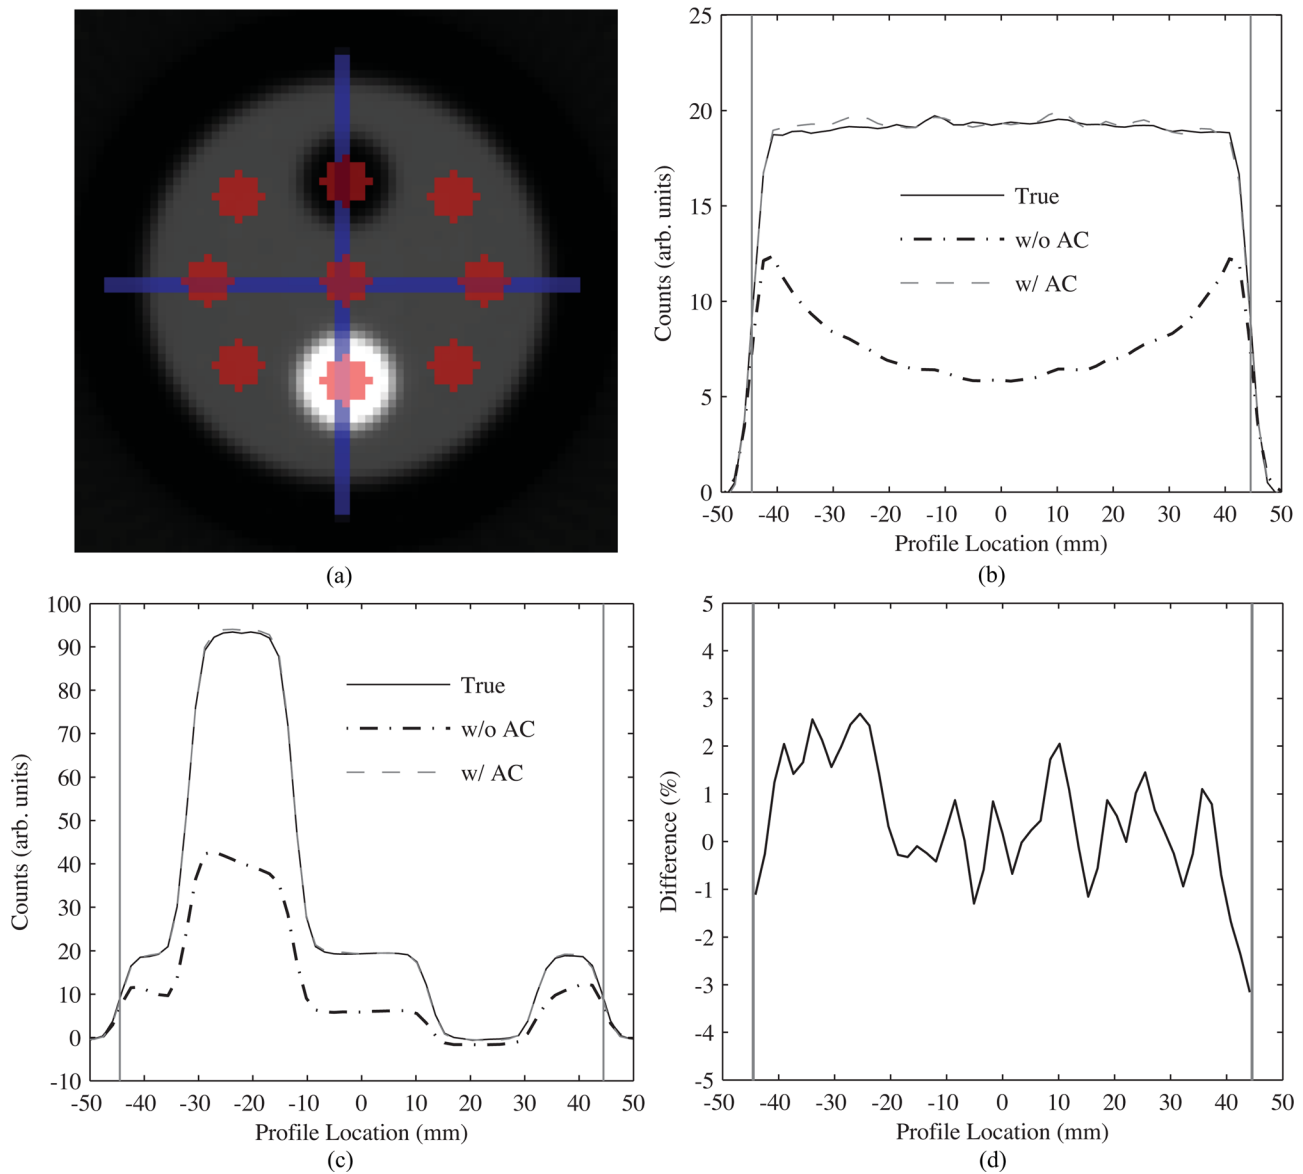 (a)
25
20
15
10
5
0
Counts (arb. units)
True
w/o AC
w/ AC
-50 -40 -30 -20 -10 0 10 20 30 40 50
Profile Location (mm)
(b)
100
90
80
70
60
50
40
30
20
10
0
-10
Counts (arb. units)
True
w/o AC
w/ AC
-50 -40 -30 -20 -10 0 10 20 30 40 50
Profile Location (mm)
(c)
5
4
3
2
1
0
-1
-2
-3
-4
-5
Difference (%)
-50 -40 -30 -20 -10 0 10 20 30 40 50
Profile Location (mm)
(d)